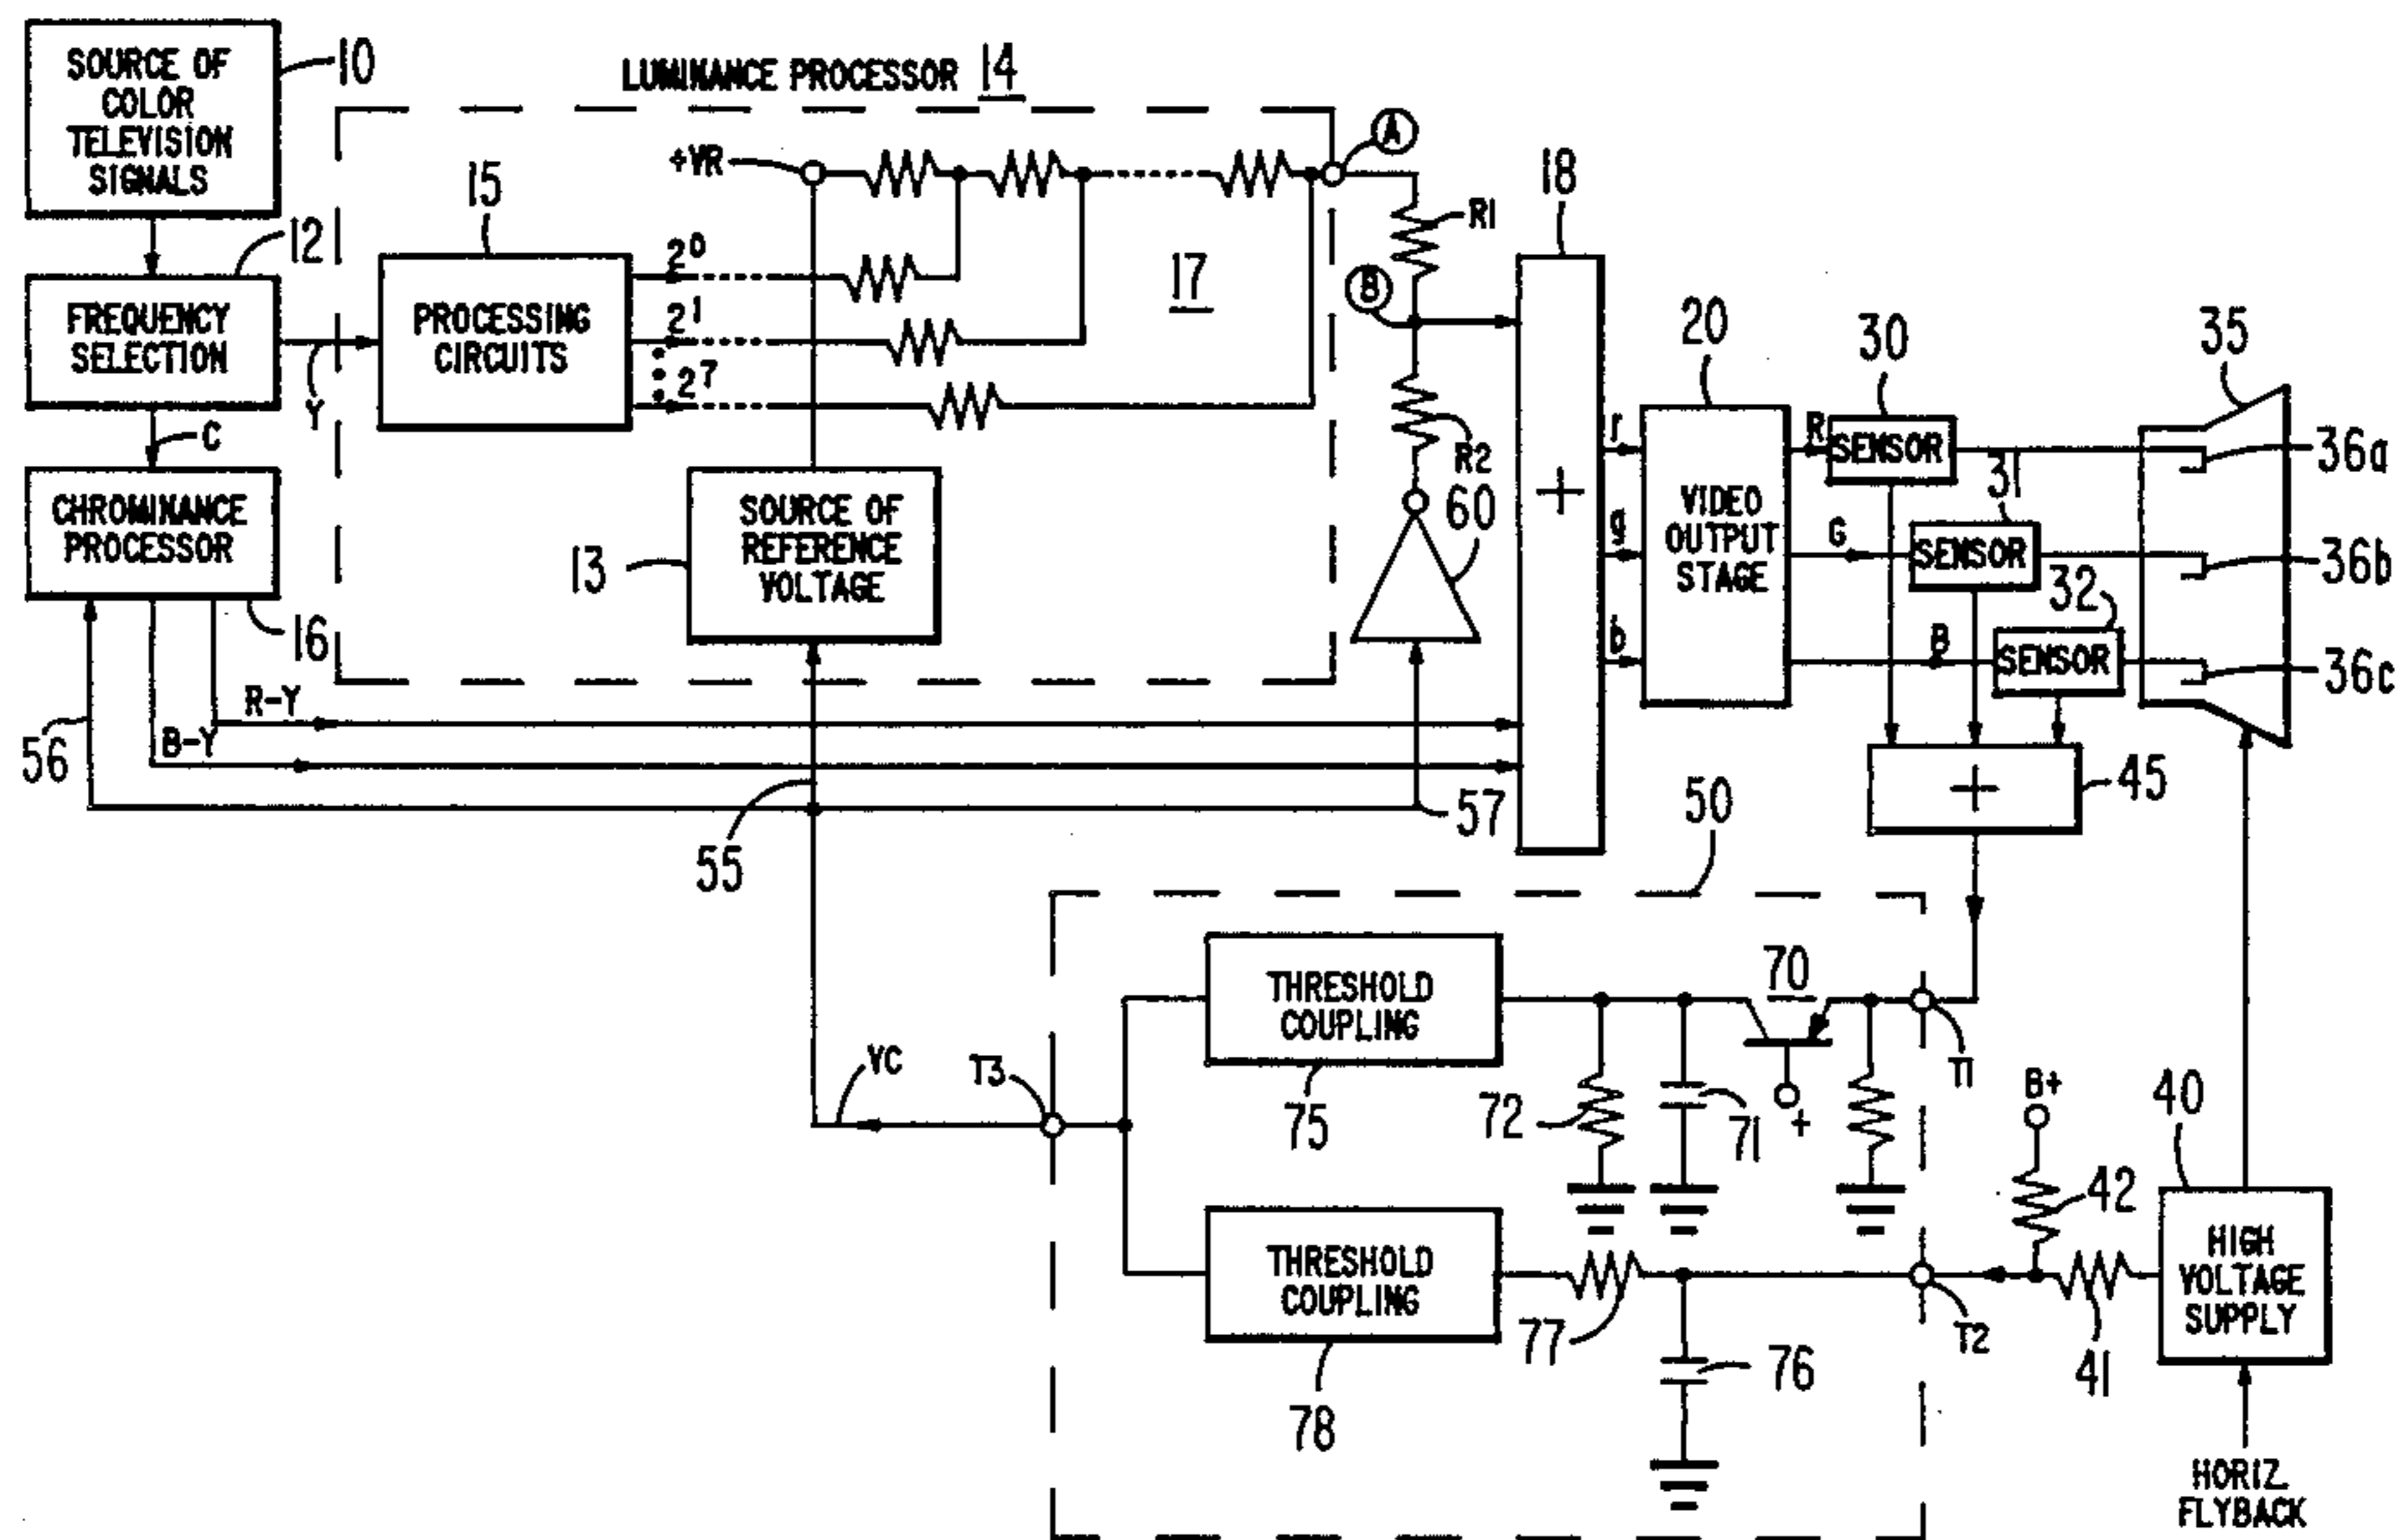 SOURCE OF
COLOR
TELEVISION
SIGNALS
10
LUMINANCE PROCESSOR 14
12
FREQUENCY
SELECTION
Y
C
CHROMINANCE
PROCESSOR
16
15
PROCESSING
CIRCUITS
2⁰
2¹
2⁷
+VR
17
A
R1
B
R2
60
13
SOURCE OF
REFERENCE
VOLTAGE
R-Y
B-Y
56
55
57
18
+
r
g
b
20
VIDEO
OUTPUT
STAGE
R
G
B
30
SENSOR
31
SENSOR
32
SENSOR
35
36a
36b
36c
+
45
50
THRESHOLD
COUPLING
75
72
71
70
+
T1
VC
T3
THRESHOLD
COUPLING
78
77
76
T2
B+
42
41
40
HIGH
VOLTAGE
SUPPLY
HORIZ.
FLYBACK